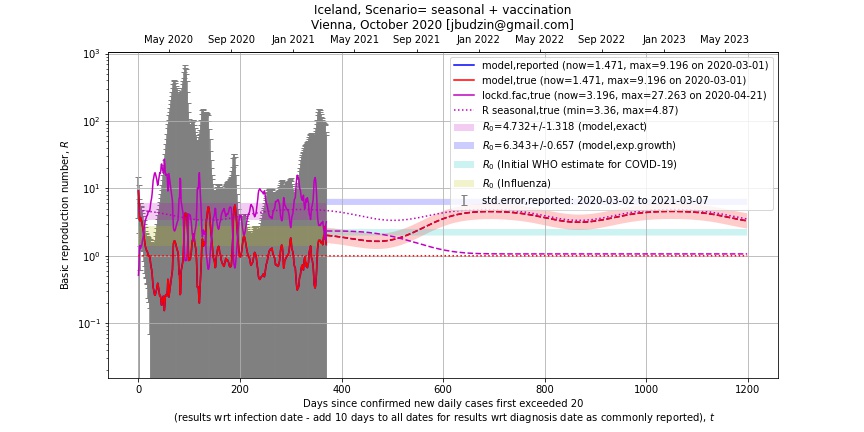 Iceland, Scenario= seasonal + vaccination
Vienna, October 2020 [jbudzin@gmail.com]
May 2020 Sep 2020 Jan 2021 May 2021 Sep 2021 Jan 2022 May 2022 Sep 2022 Jan 2023 May 2023
model,reported (now=1.471, max=9.196 on 2020-03-01)
model,true (now=1.471, max=9.196 on 2020-03-01)
lockd.fac,true (now=3.196, max=27.263 on 2020-04-21)
R seasonal,true (min=3.36, max=4.87)
R₀=4.732+/-1.318 (model,exact)
R₀=6.343+/-0.657 (model,exp.growth)
R₀ (Initial WHO estimate for COVID-19)
R₀ (Influenza)
std.error,reported: 2020-03-02 to 2021-03-07
Basic reproduction number, R
10³
10²
10¹
10⁰
10⁻¹
0 200 400 600 800 1000 1200
Days since confirmed new daily cases first exceeded 20
(results wrt infection date - add 10 days to all dates for results wrt diagnosis date as commonly reported), t